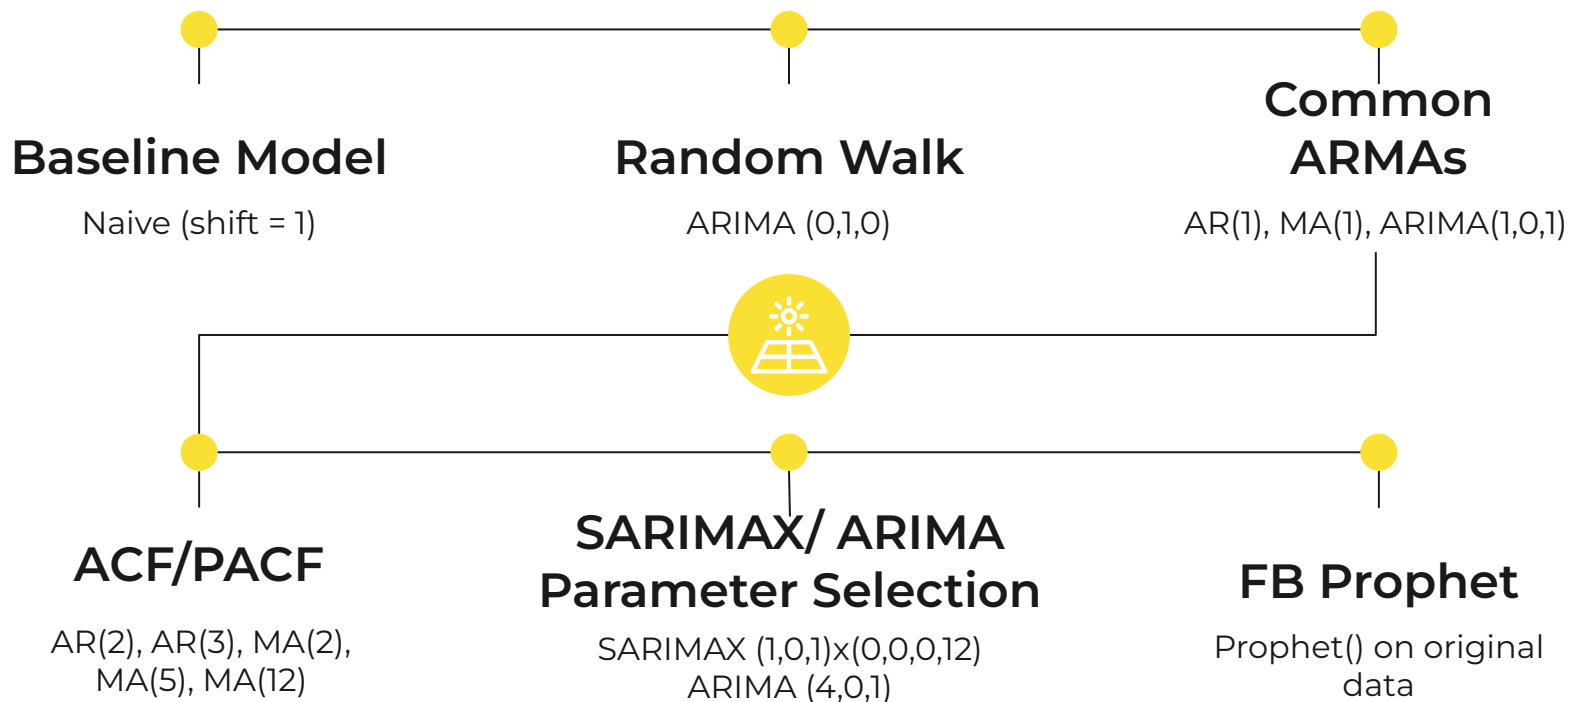 Baseline Model
Naive (shift = 1)
Random Walk
ARIMA (0,1,0)
Common
ARMAs
AR(1), MA(1), ARIMA(1,0,1)
ACF/PACF
AR(2), AR(3), MA(2),
MA(5), MA(12)
SARIMAX/ ARIMA
Parameter Selection
SARIMAX (1,0,1)x(0,0,0,12)
ARIMA (4,0,1)
FB Prophet
Prophet() on original
data